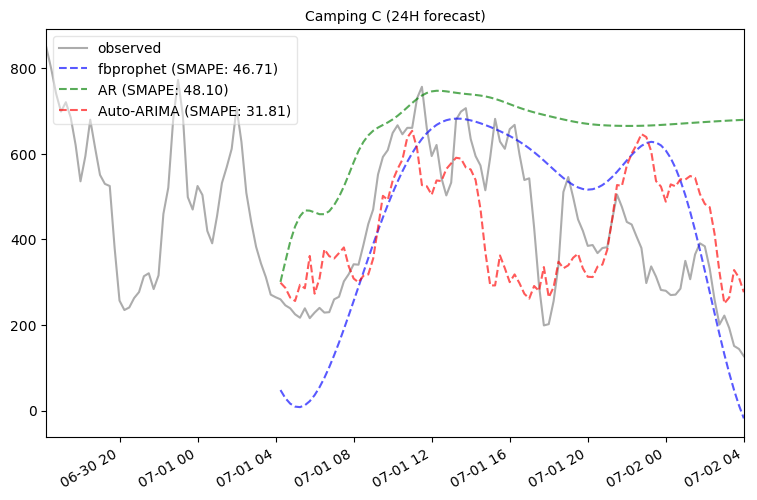 Camping C (24H forecast)
observed
fbprophet (SMAPE: 46.71)
AR (SMAPE: 48.10)
Auto-ARIMA (SMAPE: 31.81)
800
600
400
200
0
06-30 20
07-01 00
07-01 04
07-01 08
07-01 12
07-01 16
07-01 20
07-02 00
07-02 04